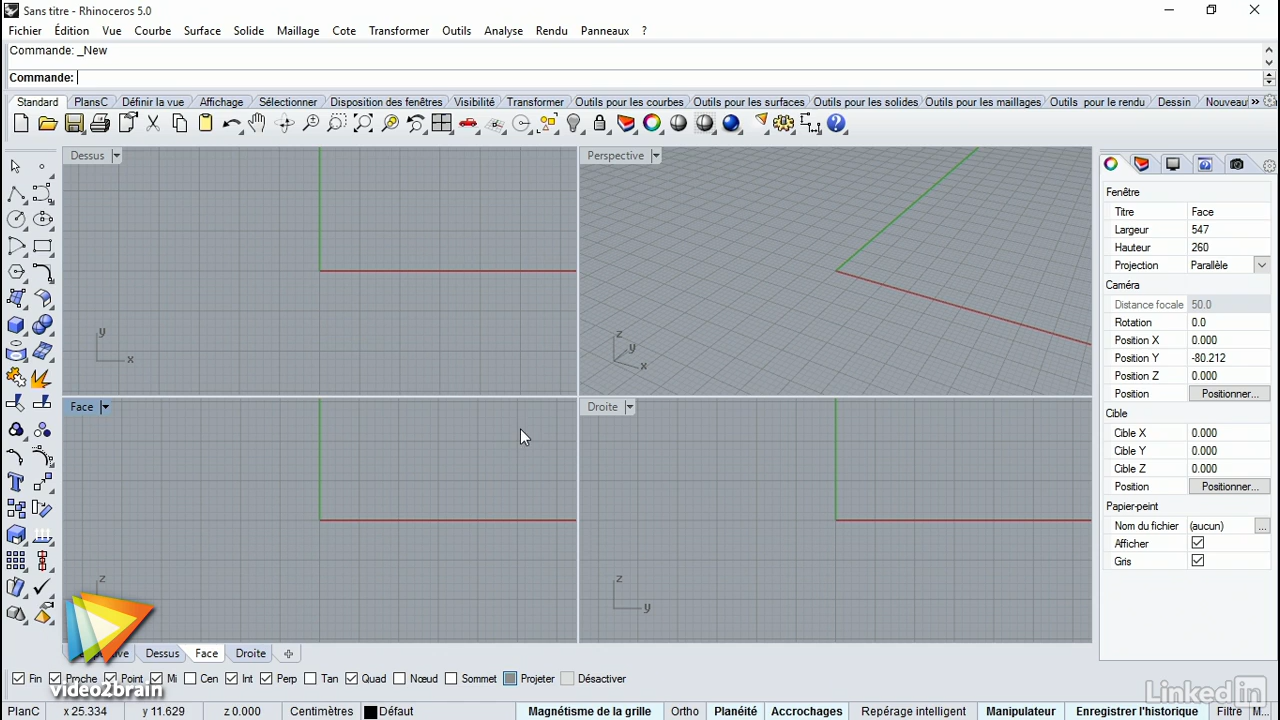 Sans titre - Rhinoceros 5.0
Fichier Édition Vue Courbe Surface Solide Maillage Cote Transformer Outils Analyse Rendu Panneaux ?
Commande: _New
Commande:
Standard PlansC Définir la vue Affichage Sélectionner Disposition des fenêtres Visibilité Transformer Outils pour les courbes Outils pour les surfaces Outils pour les solides Outils pour les maillages Outils pour le rendu Dessin Nouveau »
Dessus
Perspective
Fenêtre
Titre Face
Largeur 547
Hauteur 260
Projection Parallèle
Caméra
Distance focale 50.0
Rotation 0.0
Position X 0.000
Position Y -80.212
Position Z 0.000
Position Positionner...
Cible
Cible X 0.000
Cible Y 0.000
Cible Z 0.000
Position Positionner...
Papier-peint
Nom du fichier (aucun) ...
Afficher
Gris
y
x
z
y
x
Face
Droite
z
z
y
Dessus Face Droite
Fin Proche Point Mi Cen Int Perp Tan Quad Nœud Sommet Projeter Désactiver
video2brain
LinkedIn
PlanC x 25.334 y 11.629 z 0.000 Centimètres Défaut Magnétisme de la grille Ortho Planéité Accrochages Repérage intelligent Manipulateur Enregistrer l'historique Filtre M...